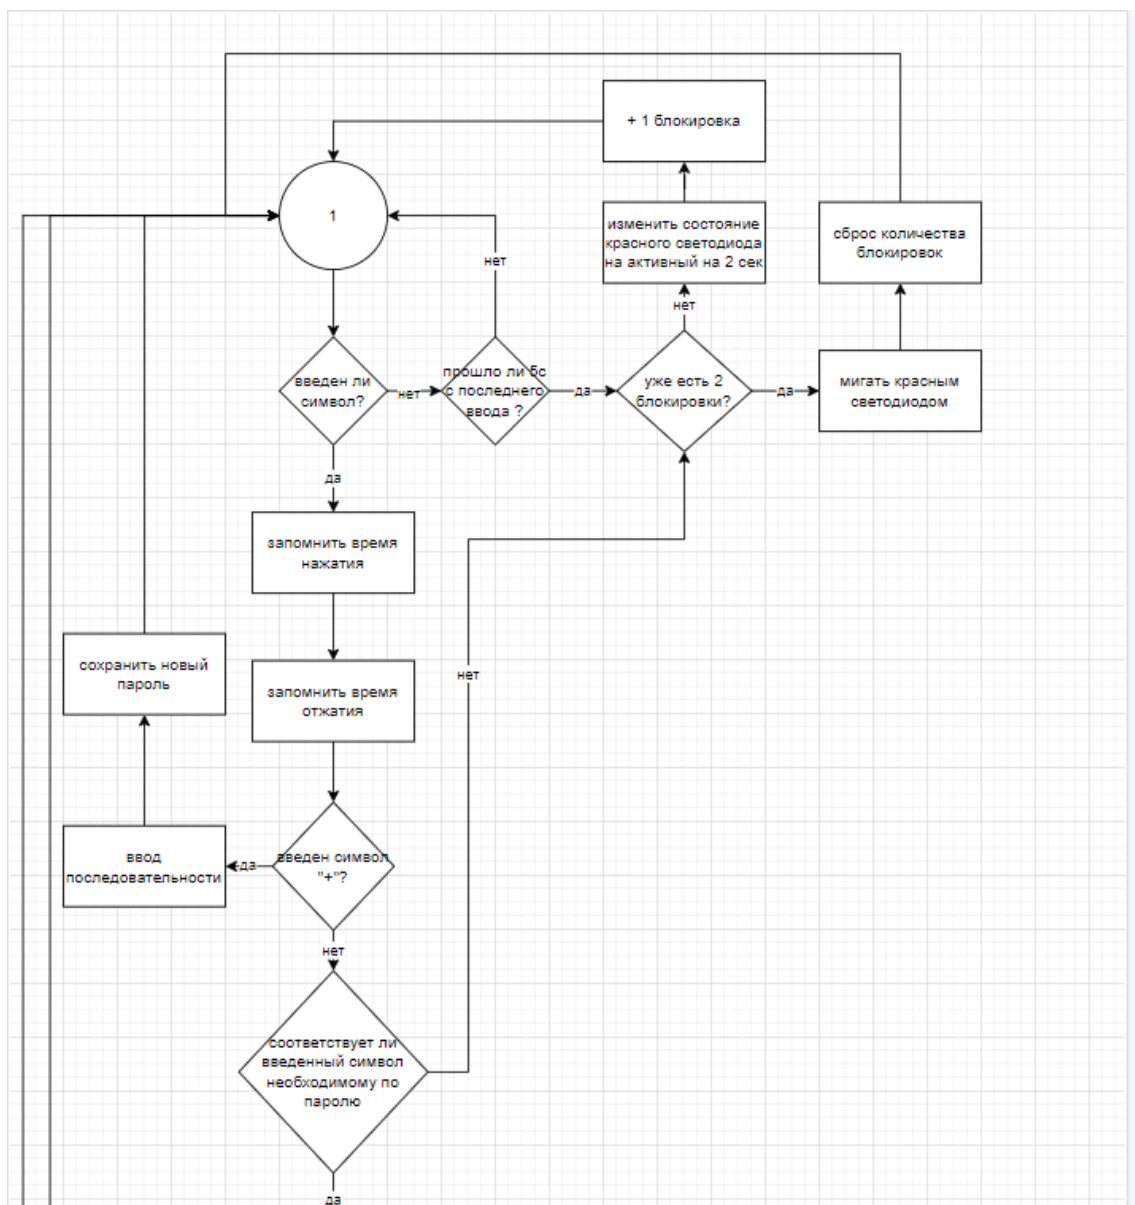 + 1 блокировка
1
изменить состояние
красного светодиода
на активный на 2 сек
сброс количества
блокировок
нет
нет
введен ли
символ?
нет
прошло ли 5с
с последнего
ввода ?
да
уже есть 2
блокировки?
да
мигать красным
светодиодом
да
запомнить время
нажатия
сохранить новый
пароль
запомнить время
отжатия
нет
ввод
последовательности
да
введен символ
"+"?
нет
соответствует ли
введенный символ
необходимому по
паролю
да